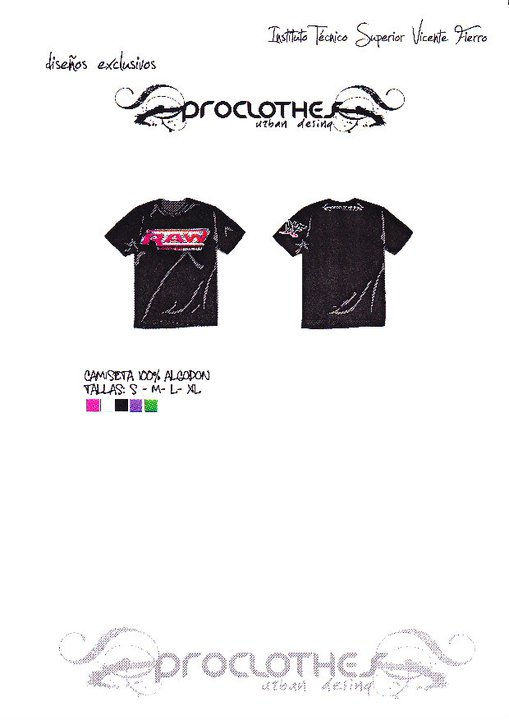 Instituto Técnico Superior Vicente Fierro
diseños exclusivos
PROCLOTHES
urban desing
RAW
CAMISETA 100% ALGODON
TALLAS: S - M - L - XL
PROCLOTHES
urban desing